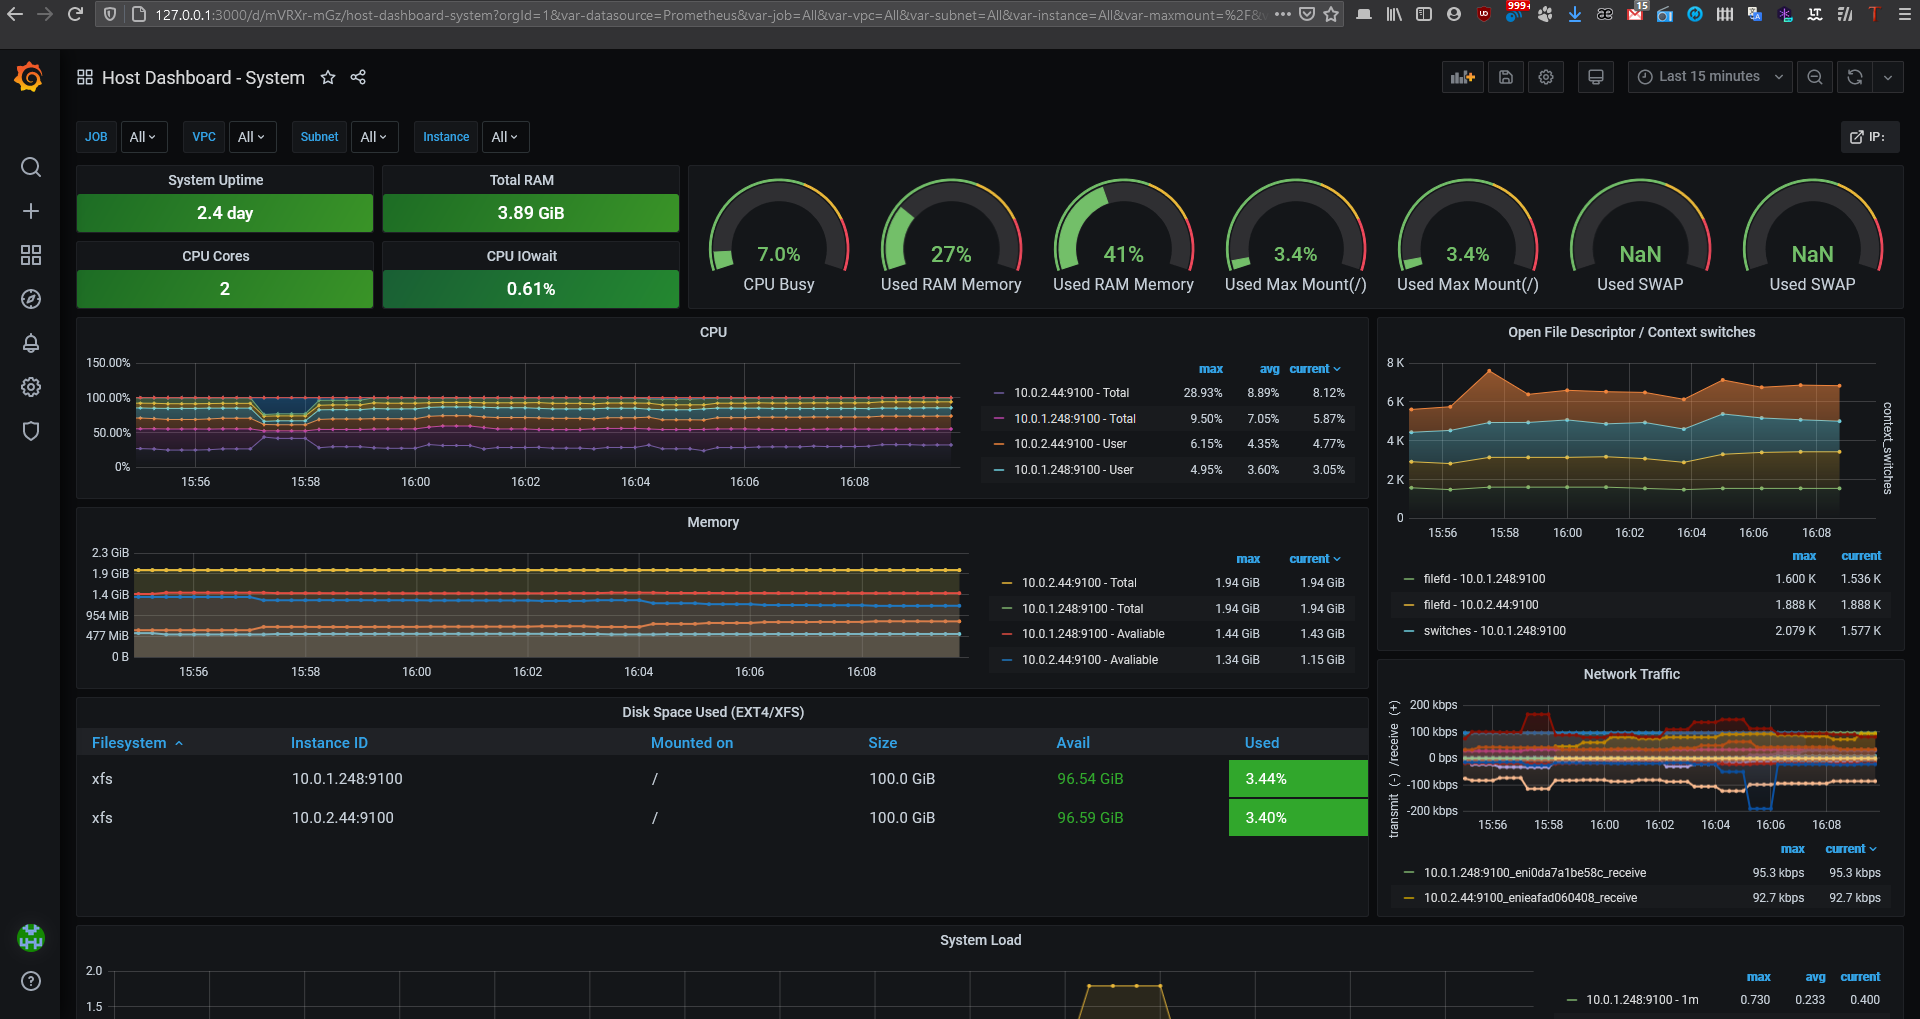 127.0.0.1:3000/d/mVRXr-mGz/host-dashboard-system?orgId=1&var-datasource=Prometheus&var-job=All&var-vpc=All&var-subnet=All&var-instance=All&var-maxmount=%2F&
999+
15
Host Dashboard - System
Last 15 minutes
JOB All VPC All Subnet All Instance All
IP:
System Uptime
2.4 day
Total RAM
3.89 GiB
CPU Cores
2
CPU IOwait
0.61%
7.0% 27% 41% 3.4% 3.4% NaN NaN
CPU Busy Used RAM Memory Used RAM Memory Used Max Mount(/) Used Max Mount(/) Used SWAP Used SWAP
CPU
150.00%
100.00%
50.00%
0%
15:56 15:58 16:00 16:02 16:04 16:06 16:08
max avg current
10.0.2.44:9100 - Total 28.93% 8.89% 8.12%
10.0.1.248:9100 - Total 9.50% 7.05% 5.87%
10.0.2.44:9100 - User 6.15% 4.35% 4.77%
10.0.1.248:9100 - User 4.95% 3.60% 3.05%
Open File Descriptor / Context switches
8 K
6 K
4 K
2 K
0
context_switches
15:56 15:58 16:00 16:02 16:04 16:06 16:08
max current
filefd - 10.0.1.248:9100 1.600 K 1.536 K
filefd - 10.0.2.44:9100 1.888 K 1.888 K
switches - 10.0.1.248:9100 2.079 K 1.577 K
Memory
2.3 GiB
1.9 GiB
1.4 GiB
954 MiB
477 MiB
0 B
15:56 15:58 16:00 16:02 16:04 16:06 16:08
max current
10.0.2.44:9100 - Total 1.94 GiB 1.94 GiB
10.0.1.248:9100 - Total 1.94 GiB 1.94 GiB
10.0.1.248:9100 - Avaliable 1.44 GiB 1.43 GiB
10.0.2.44:9100 - Avaliable 1.34 GiB 1.15 GiB
Disk Space Used (EXT4/XFS)
Filesystem Instance ID Mounted on Size Avail Used
xfs 10.0.1.248:9100 / 100.0 GiB 96.54 GiB 3.44%
xfs 10.0.2.44:9100 / 100.0 GiB 96.59 GiB 3.40%
Network Traffic
transmit (-) /receive (+)
200 kbps
100 kbps
0 bps
-100 kbps
-200 kbps
15:56 15:58 16:00 16:02 16:04 16:06 16:08
max current
10.0.1.248:9100_eni0da7a1be58c_receive 95.3 kbps 95.3 kbps
10.0.2.44:9100_enieafad060408_receive 92.7 kbps 92.7 kbps
System Load
2.0
1.5
max avg current
10.0.1.248:9100 - 1m 0.730 0.233 0.400